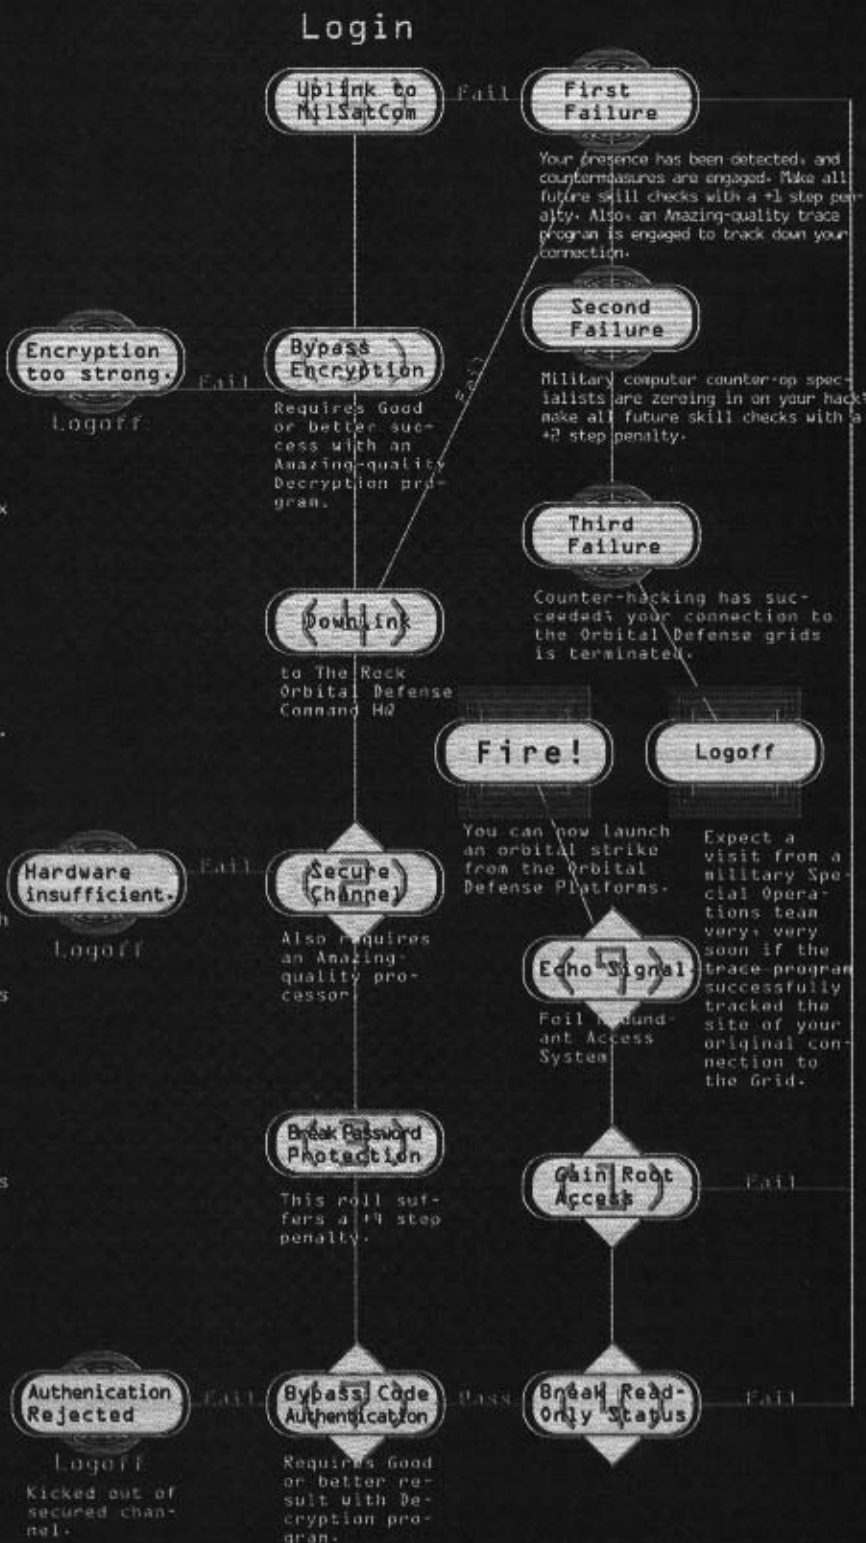 Login
Uplink to
MilSatCom
Fail
First
Failure
Your presence has been detected, and
countermeasures are engaged. Make all
future skill checks with a +1 step pen-
alty. Also, an Amazing-quality trace
program is engaged to track down your
connection.
Encryption
too strong.
Logoff
Fail
Bypass
Encryption
Requires Good
or better suc-
cess with an
Amazing-quality
Decryption pro-
gram.
Fail
Second
Failure
Military computer counter-op spec-
ialists are zeroing in on your hack;
make all future skill checks with a
+2 step penalty.
Third
Failure
Counter-hacking has suc-
ceeded; your connection to
the Orbital Defense grids
is terminated.
Downlink
to The Rock
Orbital Defense
Command HQ
Fire!
You can now launch
an orbital strike
from the Orbital
Defense Platforms.
Logoff
Expect a
visit from a
military Spe-
cial Opera-
tions team
very, very
soon if the
trace program
successfully
tracked the
site of your
original con-
nection to
the Grid.
Hardware
insufficient.
Logoff
Fail
Secure
Channel
Also requires
an Amazing-
quality pro-
cessor.
Echo Signal
Foil
ant Access
System
Break Password
Protection
This roll suf-
fers a step
penalty.
Gain Root
Access
Fail
Authenication
Rejected
Logoff
Kicked out of
secured chan-
nel.
Fail
Bypass Code
Authentication
Requires Good
or better re-
sult with De-
cryption pro-
gram.
Pass
Break Read-
Only Status
Fail